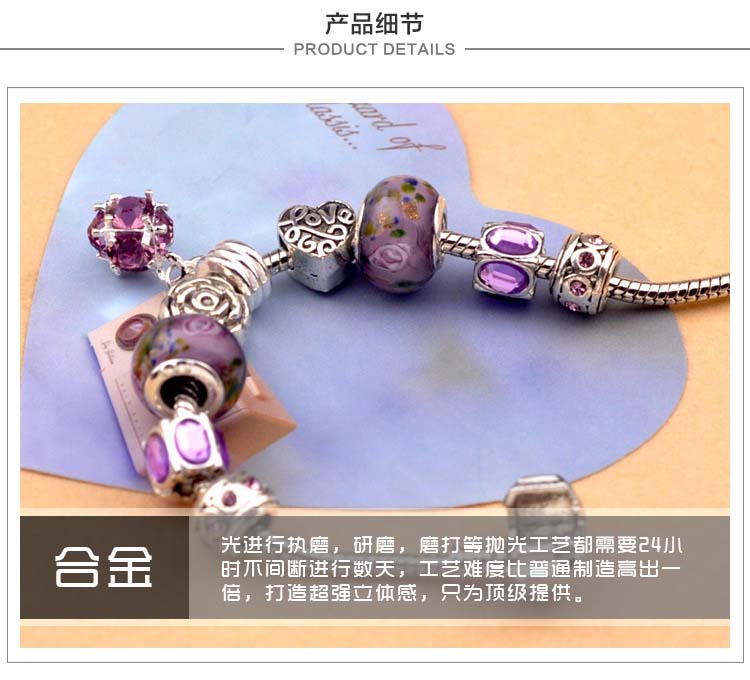 产品细节
PRODUCT DETAILS
card of
classis...
Love
合金
光进行执磨，研磨，磨打等抛光工艺都需要24小
时不间断进行数天，工艺难度比普通制造高出一
倍，打造超强立体感，只为顶级提供。